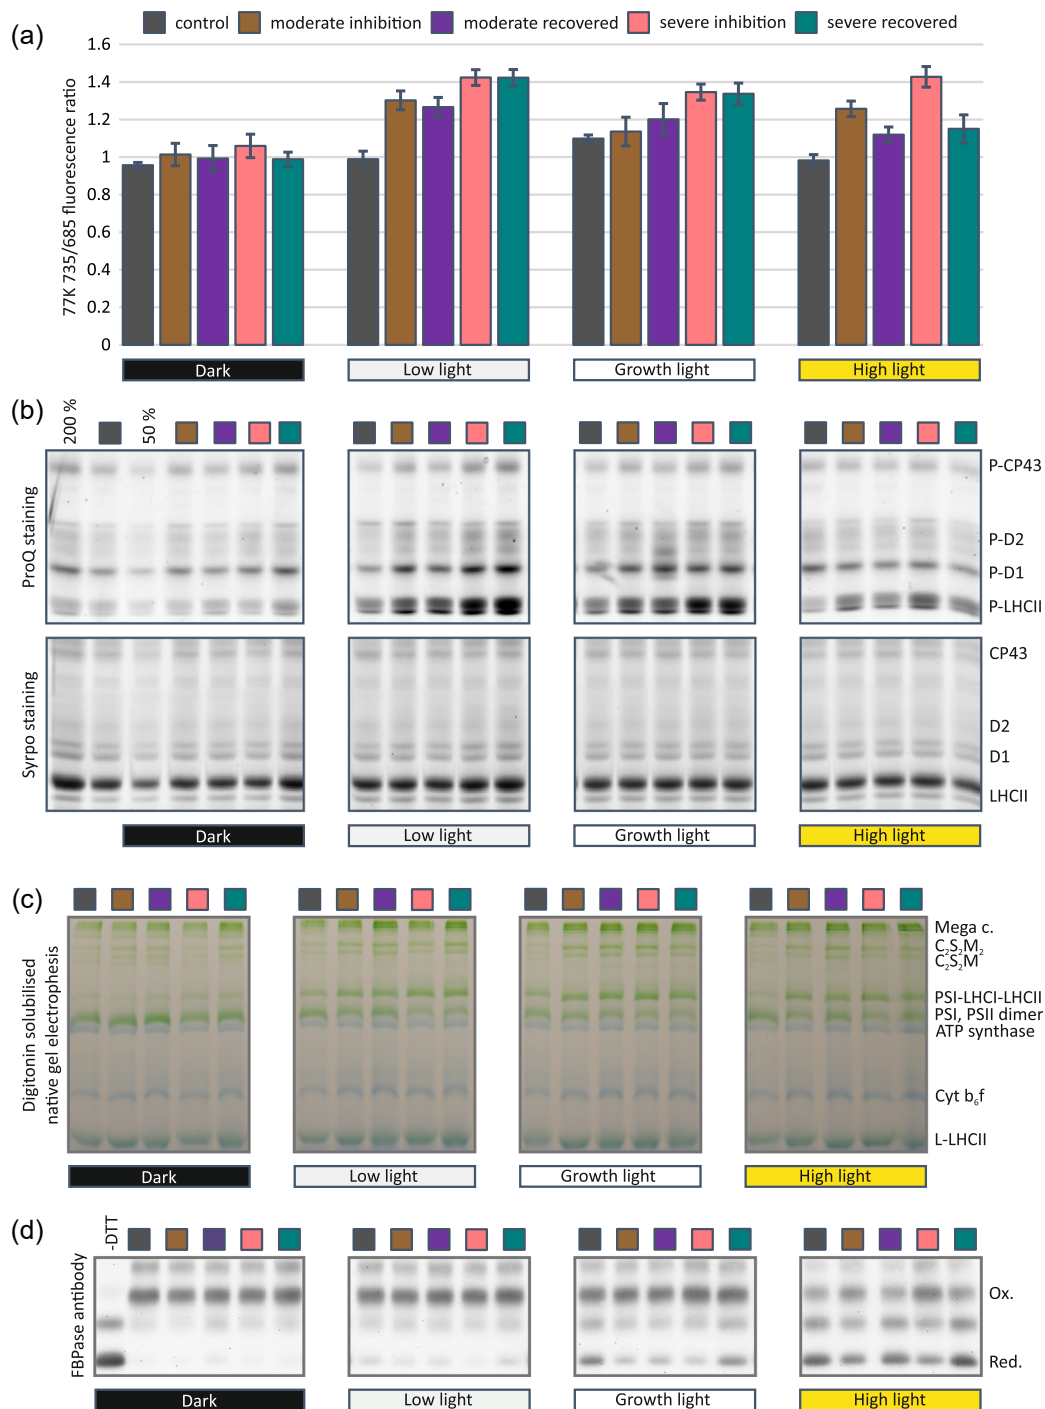 (a)
control moderate inhibition moderate recovered severe inhibition severe recovered
77K 735/685 fluorescence ratio
1.6
1.4
1.2
1
0.8
0.6
0.4
0.2
0
Dark Low light Growth light High light
(b)
200 % 50 %
ProQ staining
P-CP43
P-D2
P-D1
P-LHCII
Syrpo staining
CP43
D2
D1
LHCII
Dark Low light Growth light High light
(c)
Digitonin solubilised
native gel electrophesis
Mega c.
C₂S₂M₂
C₂S₂M
PSI-LHCI-LHCII
PSI, PSII dimer
ATP synthase
Cyt b₆f
L-LHCII
Dark Low light Growth light High light
(d)
-DTT
FBPase antibody
Ox.
Red.
Dark Low light Growth light High light